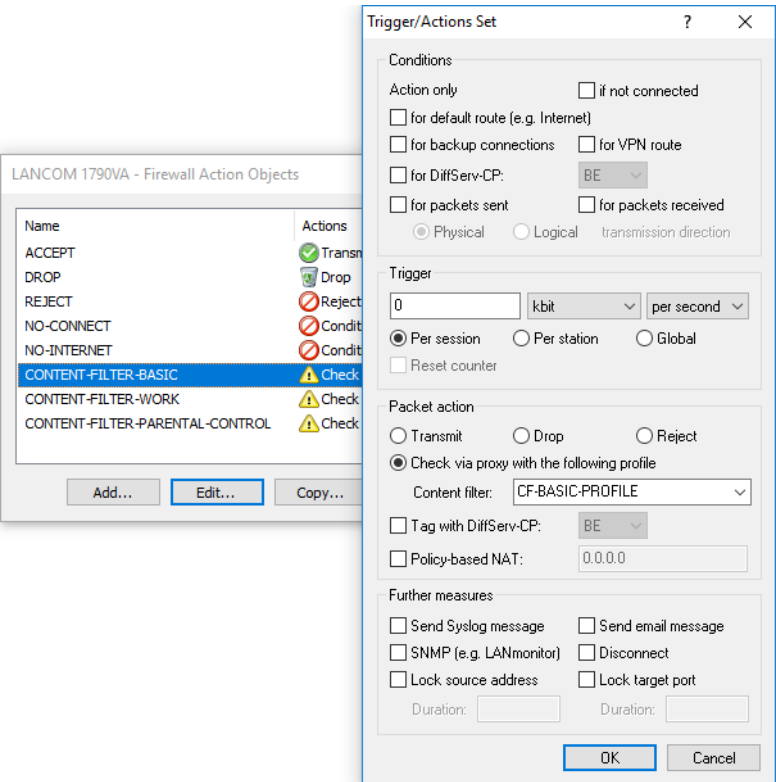 LANCOM 1790VA - Firewall Action Objects
Name Actions
ACCEPT
DROP Drop
REJECT Reject
NO-CONNECT
NO-INTERNET
CONTENT-FILTER-BASIC Check
CONTENT-FILTER-WORK Check
CONTENT-FILTER-PARENTAL-CONTROL Check
Add... Edit... Copy...
Trigger/Actions Set ? X
Conditions
Action only if not connected
for default route (e.g. Internet)
for backup connections for VPN route
for DiffServ-CP: BE
for packets sent for packets received
Physical Logical transmission direction
Trigger
0 kbit per second
Per session Per station Global
Reset counter
Packet action
Transmit Drop Reject
Check via proxy with the following profile
Content filter: CF-BASIC-PROFILE
Tag with DiffServ-CP: BE
Policy-based NAT: 0.0.0.0
Further measures
Send Syslog message Send email message
SNMP (e.g. LANmonitor) Disconnect
Lock source address Lock target port
Duration: Duration:
OK Cancel